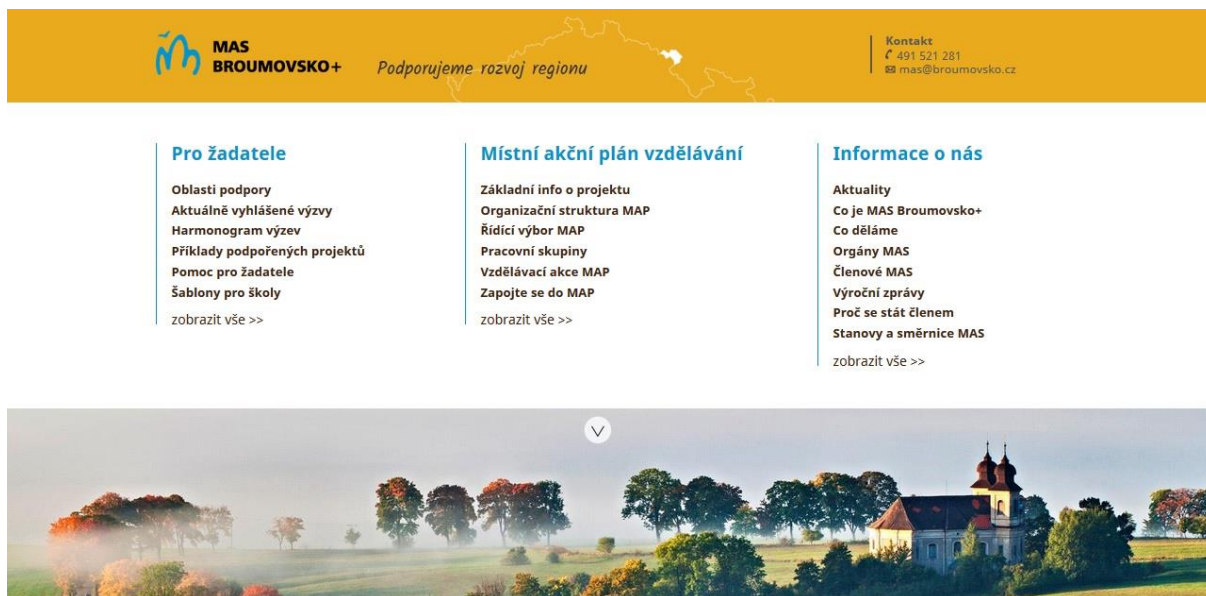 MAS
BROUMOVSKO+
Podporujeme rozvoj regionu
Kontakt
491 521 281
mas@broumovsko.cz
Pro žadatele
Oblasti podpory
Aktuálně vyhlášené výzvy
Harmonogram výzev
Příklady podpořených projektů
Pomoc pro žadatele
Šablony pro školy
zobrazit vše >>
Místní akční plán vzdělávání
Základní info o projektu
Organizační struktura MAP
Řídící výbor MAP
Pracovní skupiny
Vzdělávací akce MAP
Zapojte se do MAP
zobrazit vše >>
Informace o nás
Aktuality
Co je MAS Broumovsko+
Co děláme
Orgány MAS
Členové MAS
Výroční zprávy
Proč se stát členem
Stanovy a směrnice MAS
zobrazit vše >>